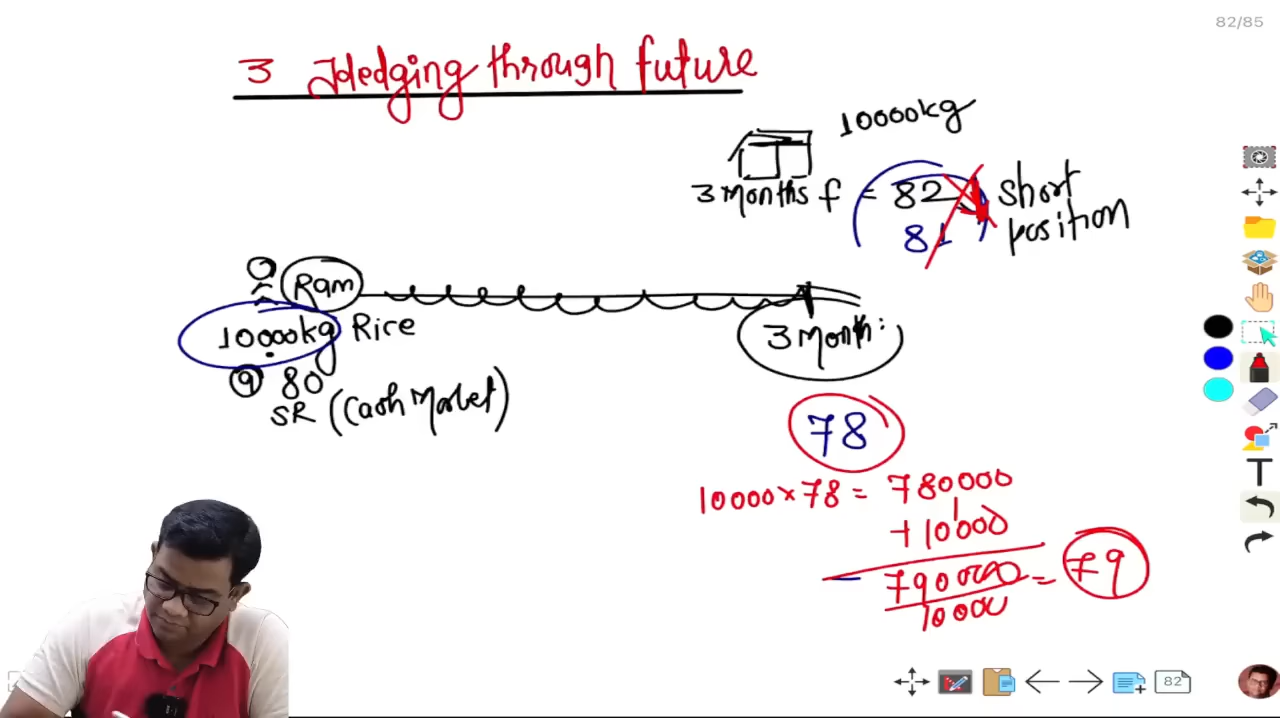 82/85
3 Hedging through future
10000kg
3 Months f = 82 Short
81 position
Ram
10000kg Rice
3 Month:
@ 80
SR (Cash Market)
78
10000 × 78 = 780000
+ 10000
790000 = 79
10000
T
82